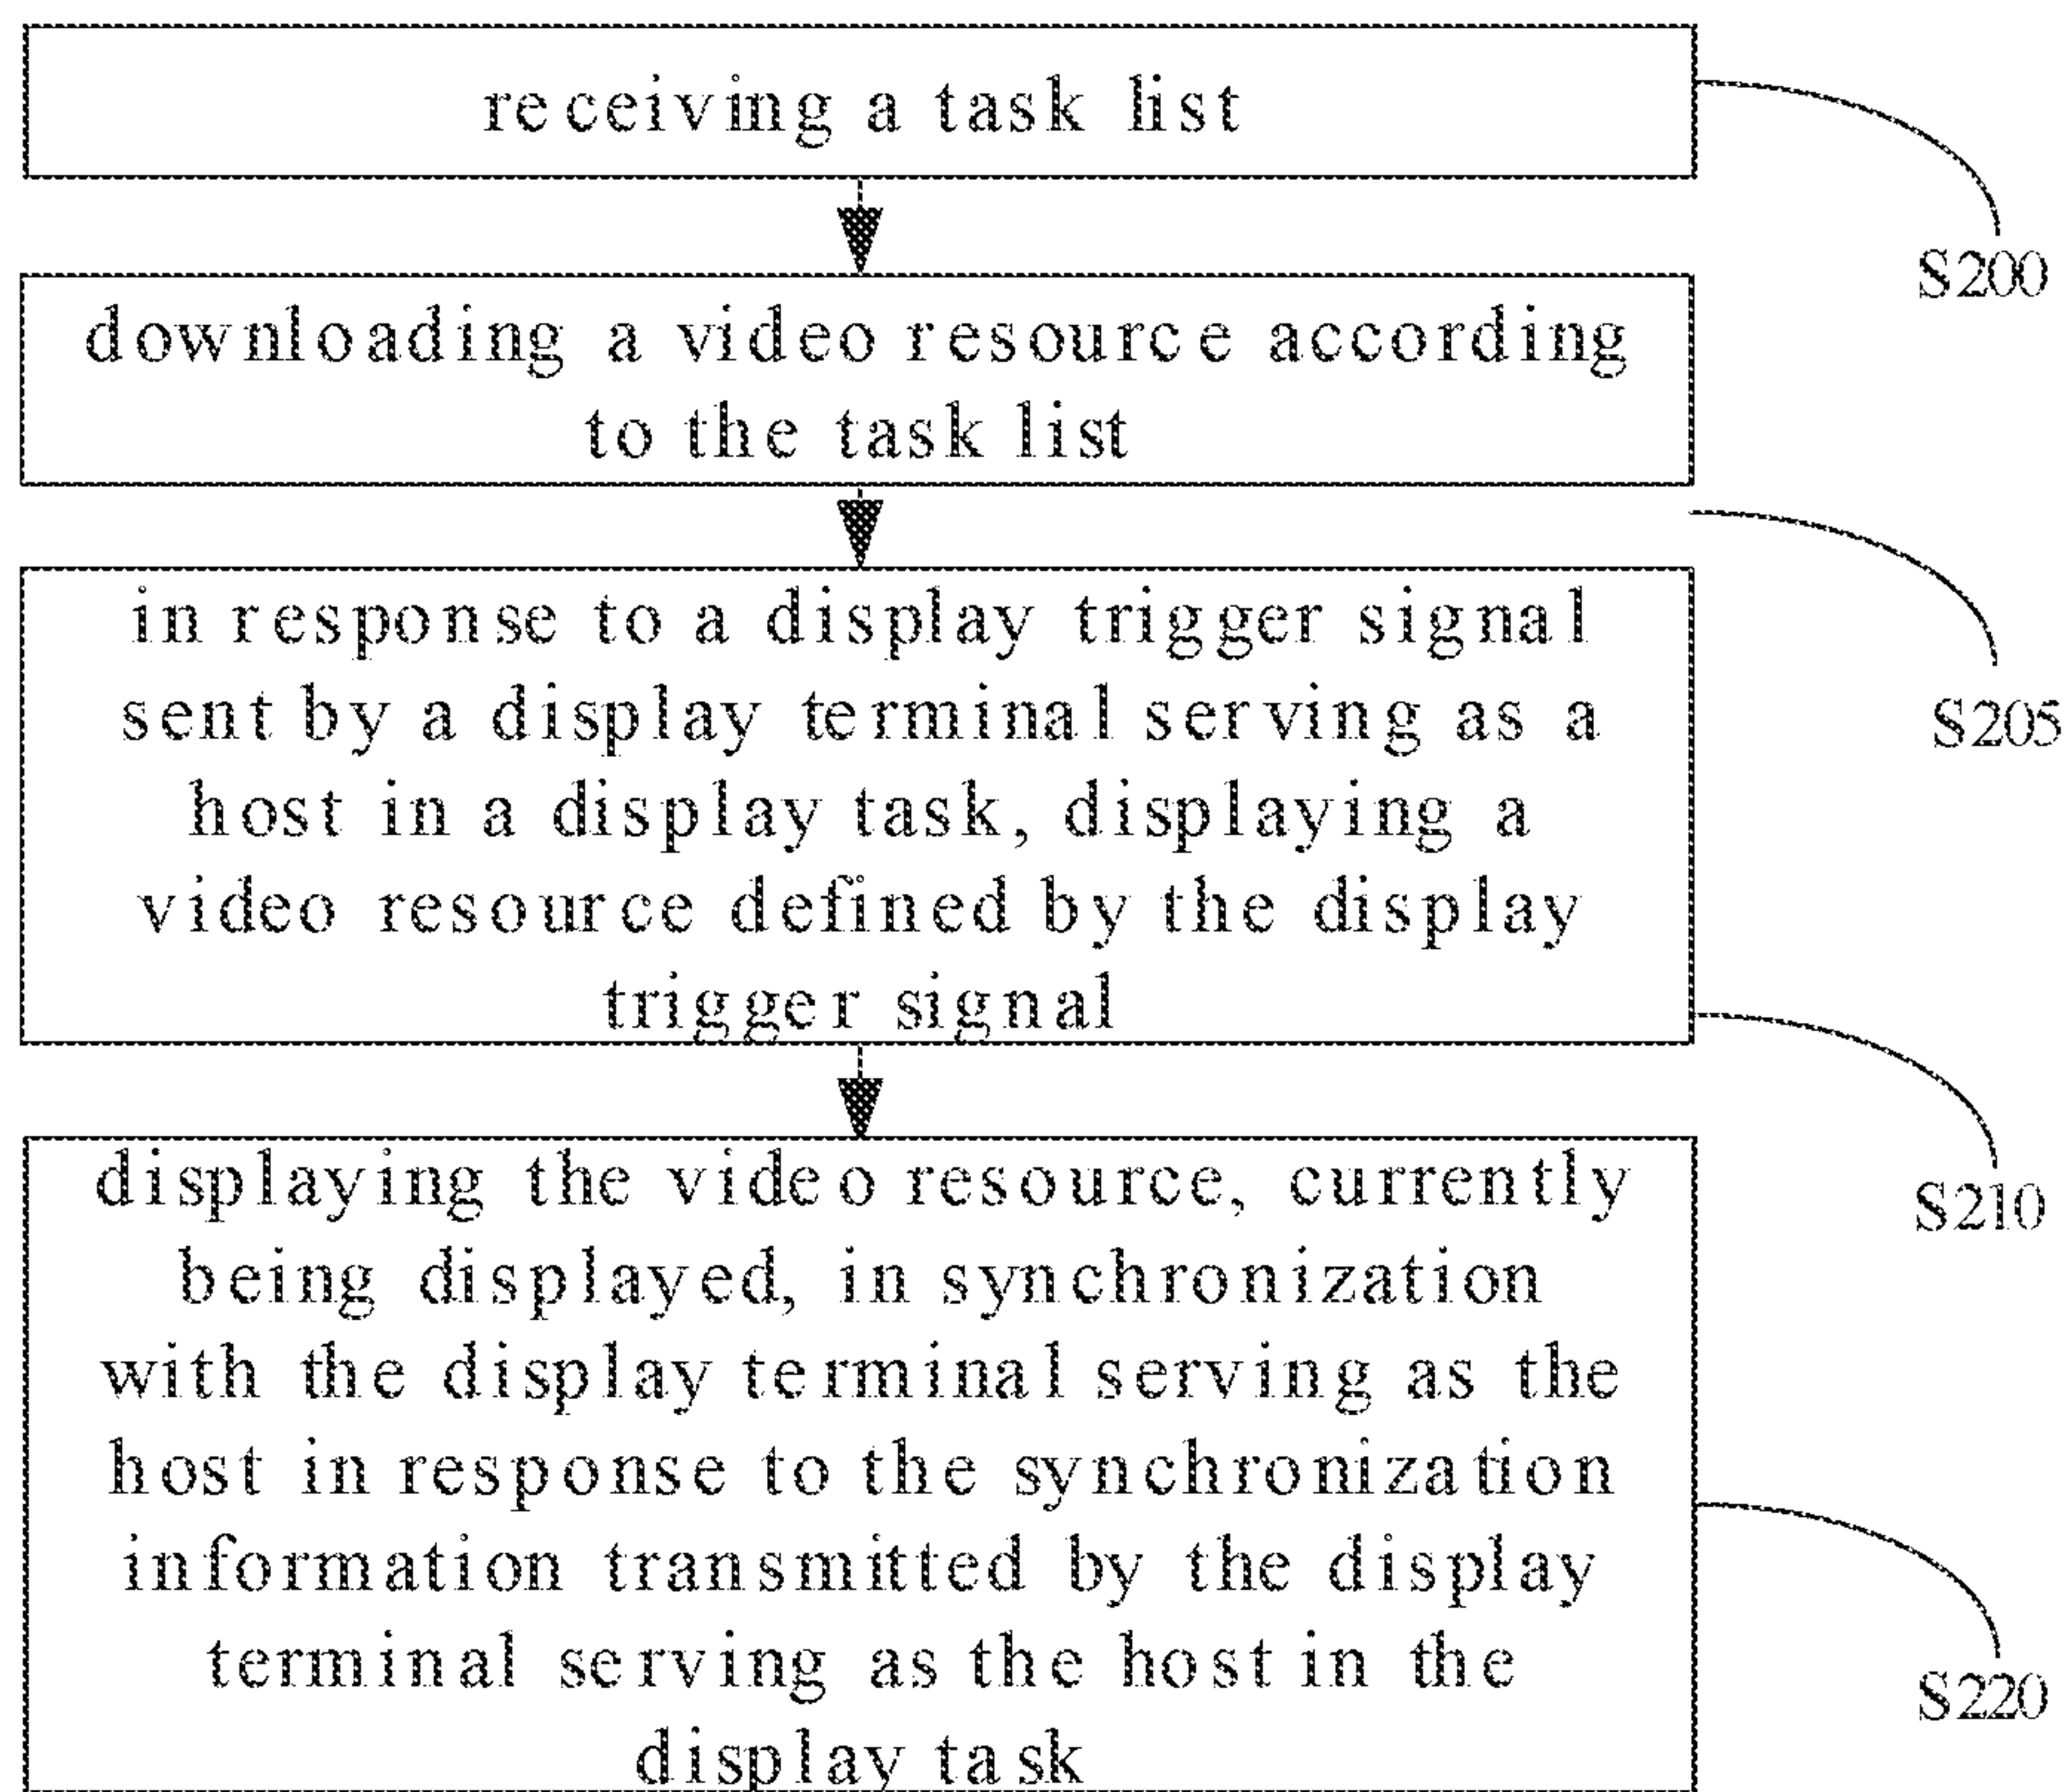 receiving a task list
S200
downloading a video resource according
to the task list
S205
in response to a display trigger signal
sent by a display terminal serving as a
host in a display task, displaying a
video resource defined by the display
trigger signal
S210
displaying the video resource, currently
being displayed, in synchronization
with the display terminal serving as the
host in response to the synchronization
information transmitted by the display
terminal serving as the host in the
display task
S220